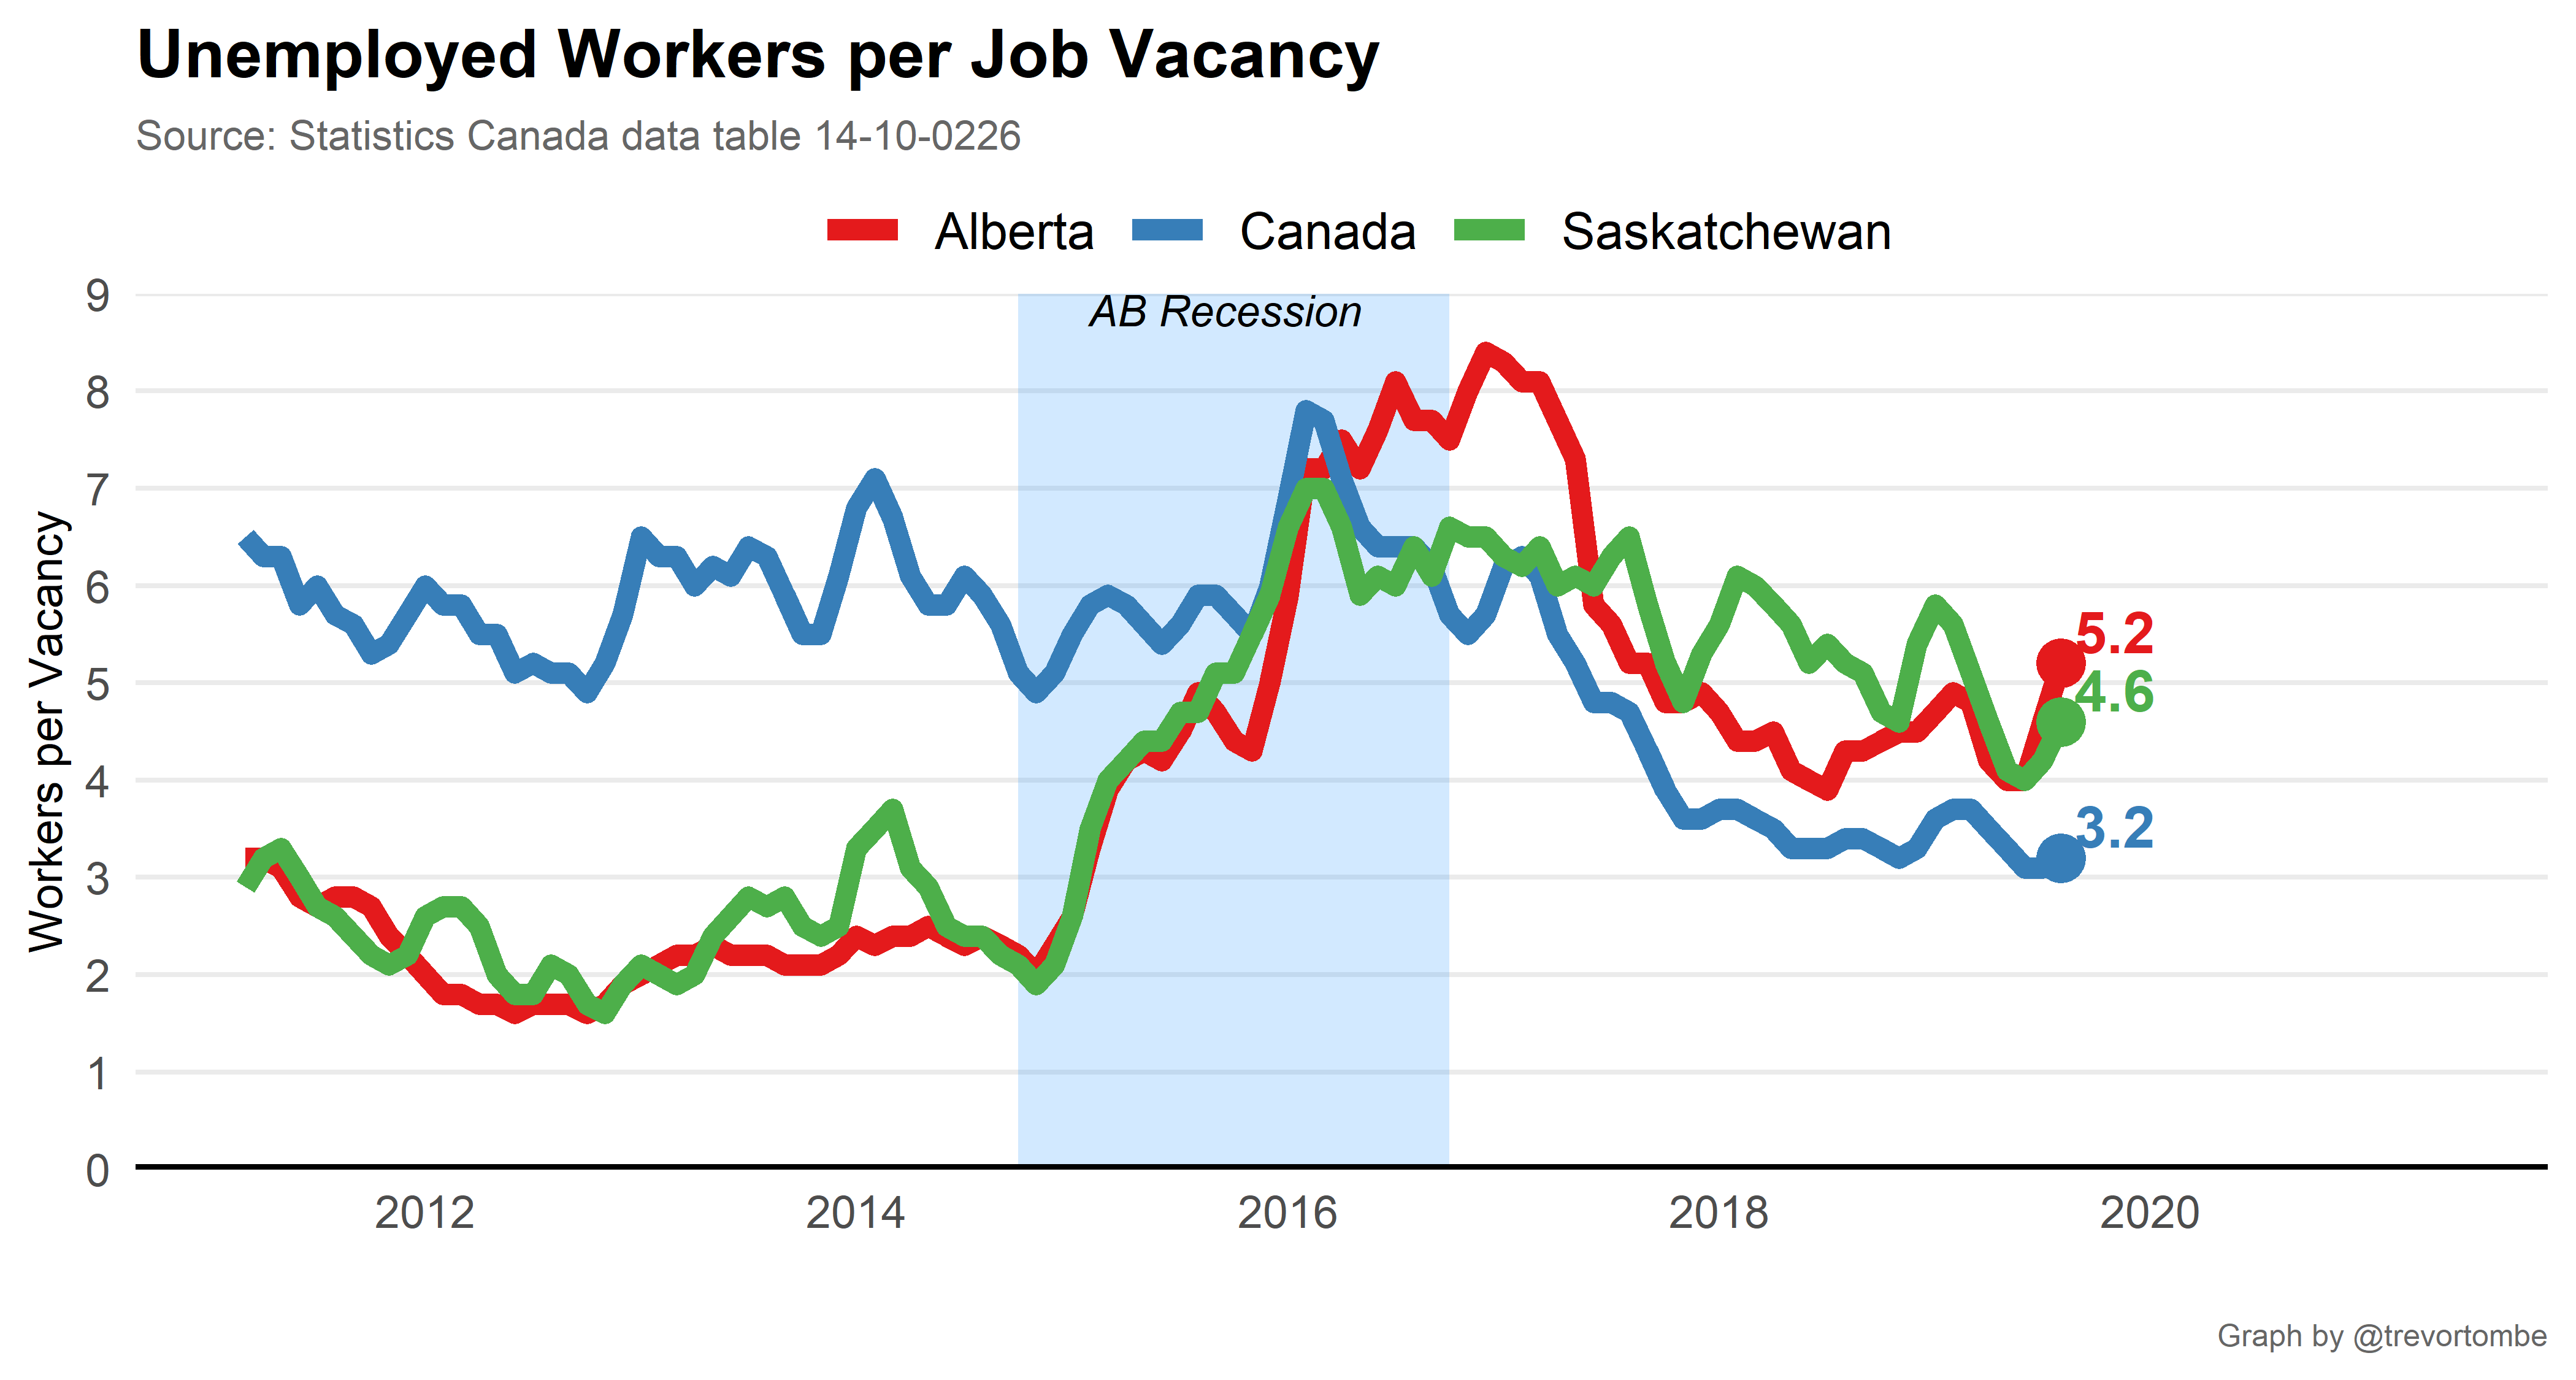 Unemployed Workers per Job Vacancy
Source: Statistics Canada data table 14-10-0226
Alberta Canada Saskatchewan
Workers per Vacancy
9
8
7
6
5
4
3
2
1
0
AB Recession
5.2
4.6
3.2
2012 2014 2016 2018 2020
Graph by @trevortombe